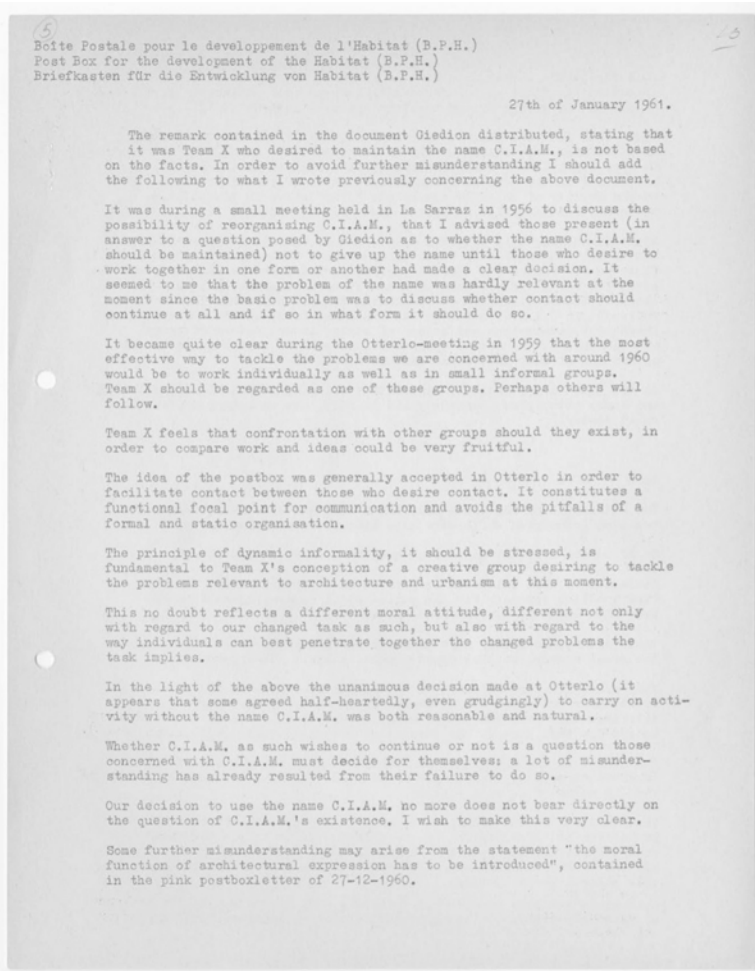 5
Boîte Postale pour le developpement de l'Habitat (B.P.H.)
Post Box for the development of the Habitat (B.P.H.)
Briefkasten für die Entwicklung von Habitat (B.P.H.)
27th of January 1961.
The remark contained in the document Giedion distributed, stating that
it was Team X who desired to maintain the name C.I.A.M., is not based
on the facts. In order to avoid further misunderstanding I should add
the following to what I wrote previously concerning the above document.
It was during a small meeting held in La Sarraz in 1956 to discuss the
possibility of reorganising C.I.A.M., that I advised those present (in
answer to a question posed by Giedion as to whether the name C.I.A.M.
should be maintained) not to give up the name until those who desire to
work together in one form or another had made a clear decision. It
seemed to me that the problem of the name was hardly relevant at the
moment since the basic problem was to discuss whether contact should
continue at all and if so in what form it should do so.
It became quite clear during the Otterlo-meeting in 1959 that the most
effective way to tackle the problems we are concerned with around 1960
would be to work individually as well as in small informal groups.
Team X should be regarded as one of these groups. Perhaps others will
follow.
Team X feels that confrontation with other groups should they exist, in
order to compare work and ideas could be very fruitful.
The idea of the postbox was generally accepted in Otterlo in order to
facilitate contact between those who desire contact. It constitutes a
functional focal point for communication and avoids the pitfalls of a
formal and static organisation.
The principle of dynamic informality, it should be stressed, is
fundamental to Team X's conception of a creative group desiring to tackle
the problems relevant to architecture and urbanism at this moment.
This no doubt reflects a different moral attitude, different not only
with regard to our changed task as such, but also with regard to the
way individuals can best penetrate together the changed problems the
task implies.
In the light of the above the unanimous decision made at Otterlo (it
appears that some agreed half-heartedly, even grudgingly) to carry on acti-
vity without the name C.I.A.M. was both reasonable and natural.
Whether C.I.A.M. as such wishes to continue or not is a question those
concerned with C.I.A.M. must decide for themselves: a lot of misunder-
standing has already resulted from their failure to do so.
Our decision to use the name C.I.A.M. no more does not bear directly on
the question of C.I.A.M.'s existence. I wish to make this very clear.
Some further misunderstanding may arise from the statement "the moral
function of architectural expression has to be introduced", contained
in the pink postboxletter of 27-12-1960.